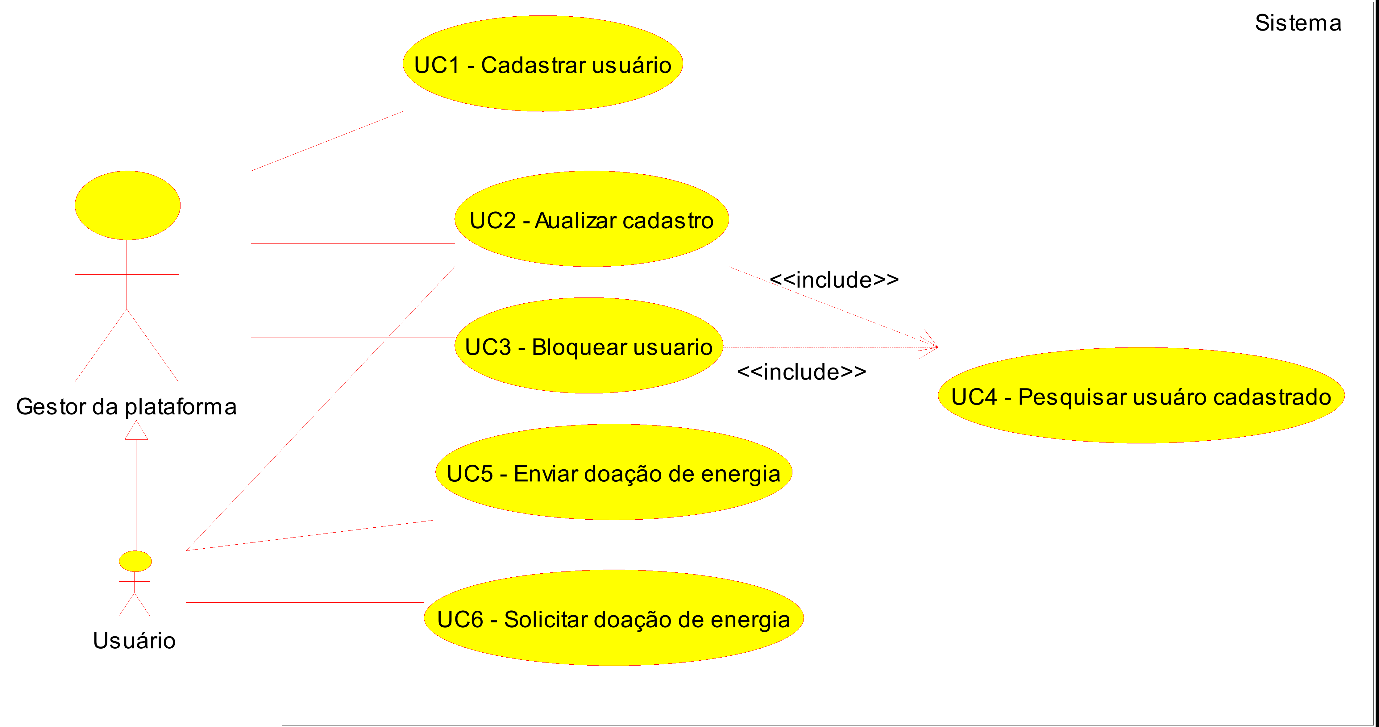 Sistema
UC1 - Cadastrar usuário
UC2 - Aualizar cadastro
<<include>>
UC3 - Bloquear usuario
<<include>>
UC4 - Pesquisar usuáro cadastrado
Gestor da plataforma
UC5 - Enviar doação de energia
UC6 - Solicitar doação de energia
Usuário